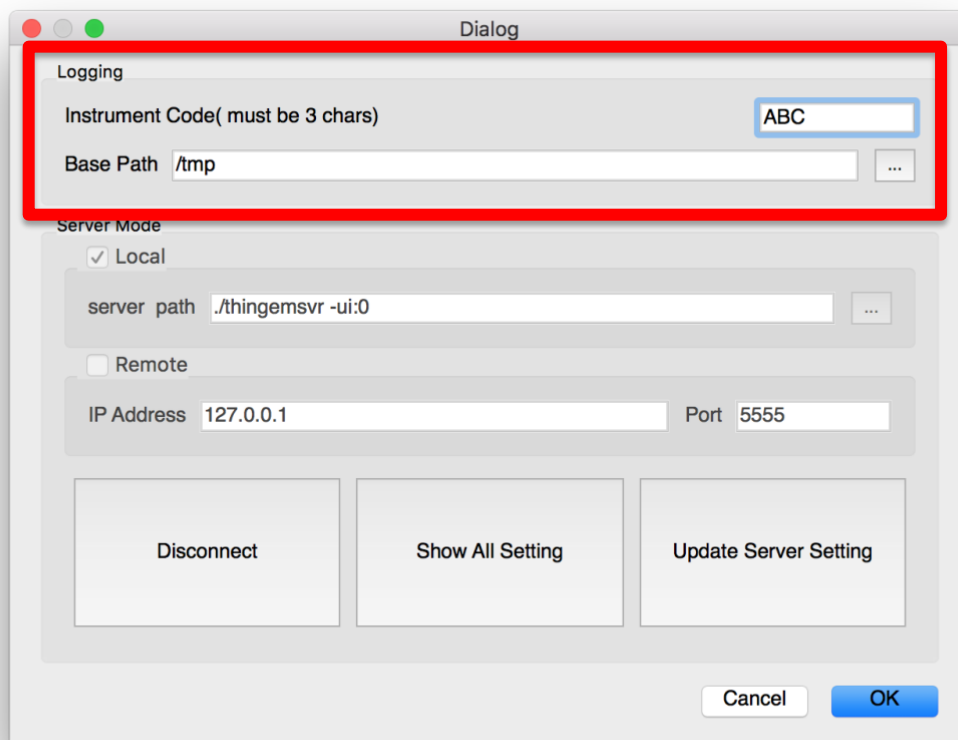 Dialog
Logging
Instrument Code( must be 3 chars)
ABC
Base Path /tmp ...
Server Mode
Local
server path ./thingemsvr -ui:0 ...
Remote
IP Address 127.0.0.1 Port 5555
Disconnect Show All Setting Update Server Setting
Cancel OK